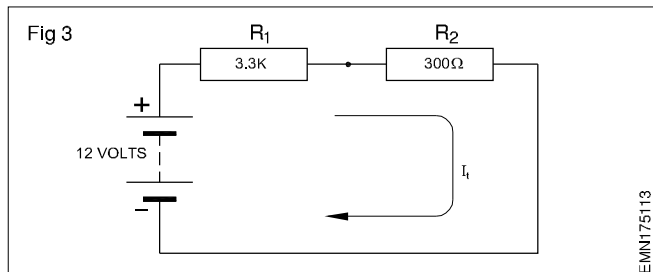 Fig 3
R1 R2
3.3K 300Ω
+
12 VOLTS
It
−
EMN175113